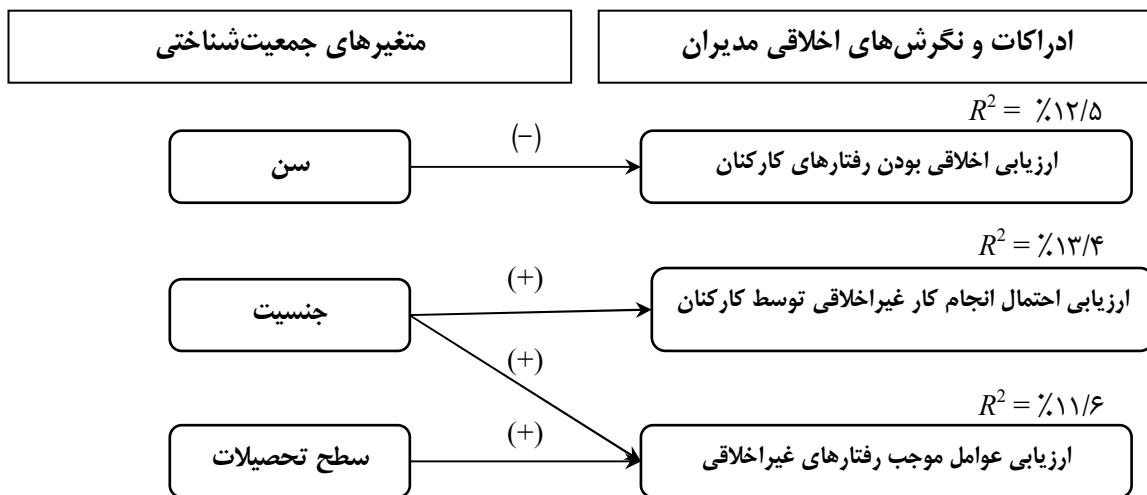 ادراکات و نگرش‌های اخلاقی مدیران
متغیرهای جمعیت‌شناختی
R² = ٪۱۲/۵
ارزیابی اخلاقی بودن رفتارهای کارکنان
(−)
سن
R² = ٪۱۳/۴
ارزیابی احتمال انجام کار غیراخلاقی توسط کارکنان
(+)
جنسیت
(+)
R² = ٪۱۱/۶
ارزیابی عوامل موجب رفتارهای غیراخلاقی
(+)
سطح تحصیلات